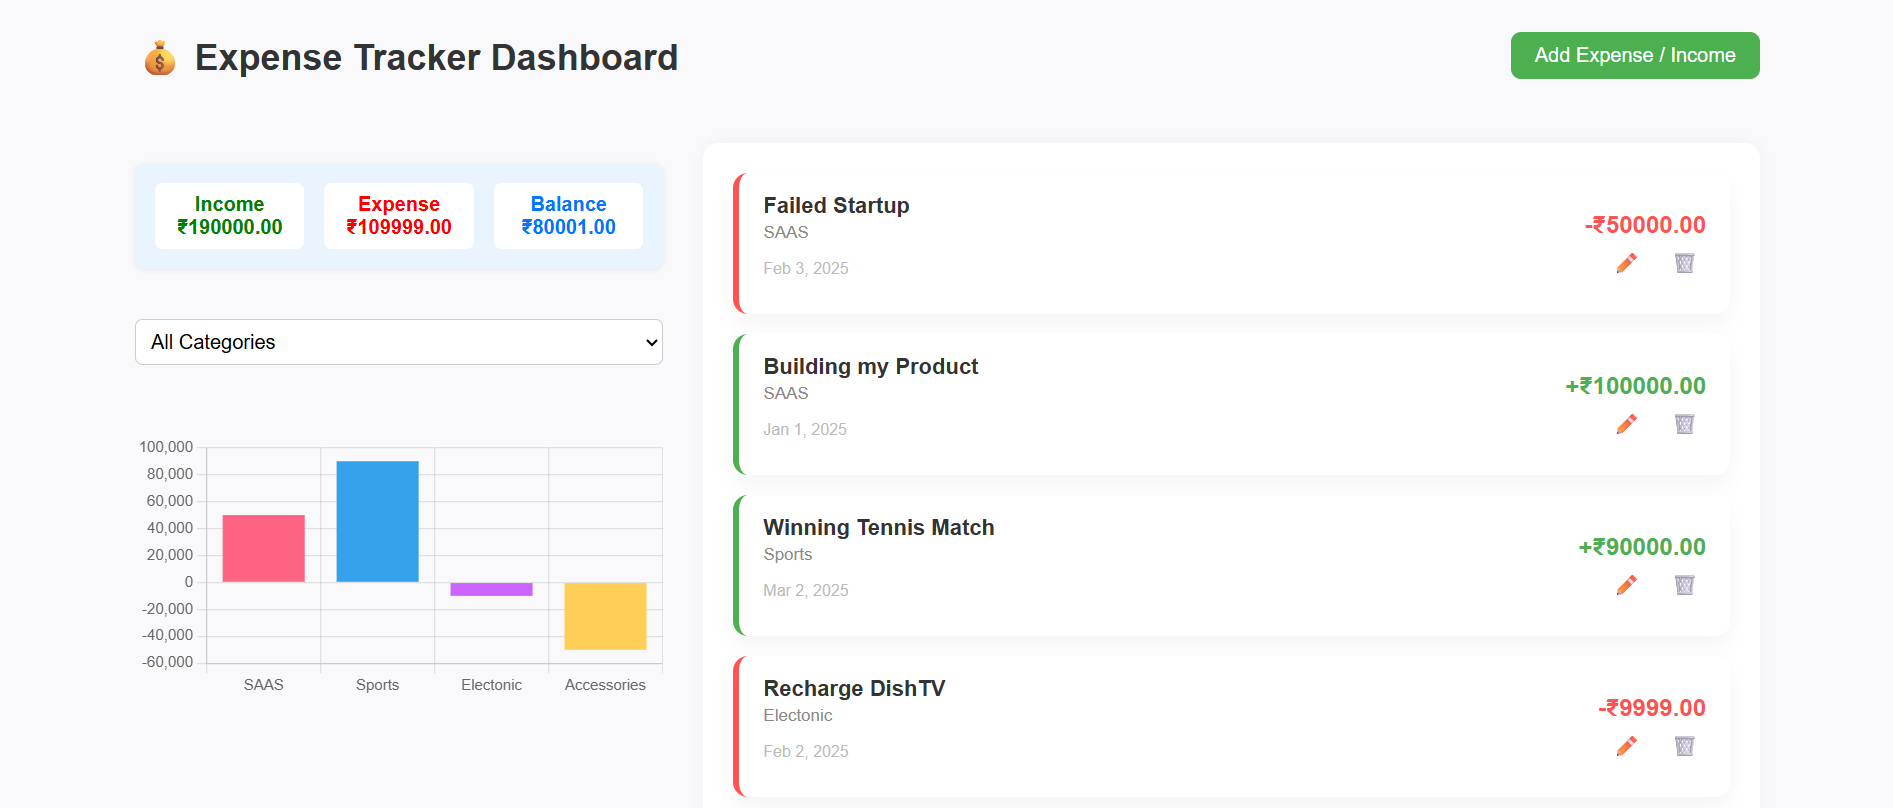 Expense Tracker Dashboard
Add Expense / Income
Income
₹190000.00
Expense
₹109999.00
Balance
₹80001.00
All Categories
100,000
80,000
60,000
40,000
20,000
0
-20,000
-40,000
-60,000
SAAS
Sports
Electonic
Accessories
Failed Startup
SAAS
Feb 3, 2025
-₹50000.00
Building my Product
SAAS
Jan 1, 2025
+₹100000.00
Winning Tennis Match
Sports
Mar 2, 2025
+₹90000.00
Recharge DishTV
Electonic
Feb 2, 2025
-₹9999.00